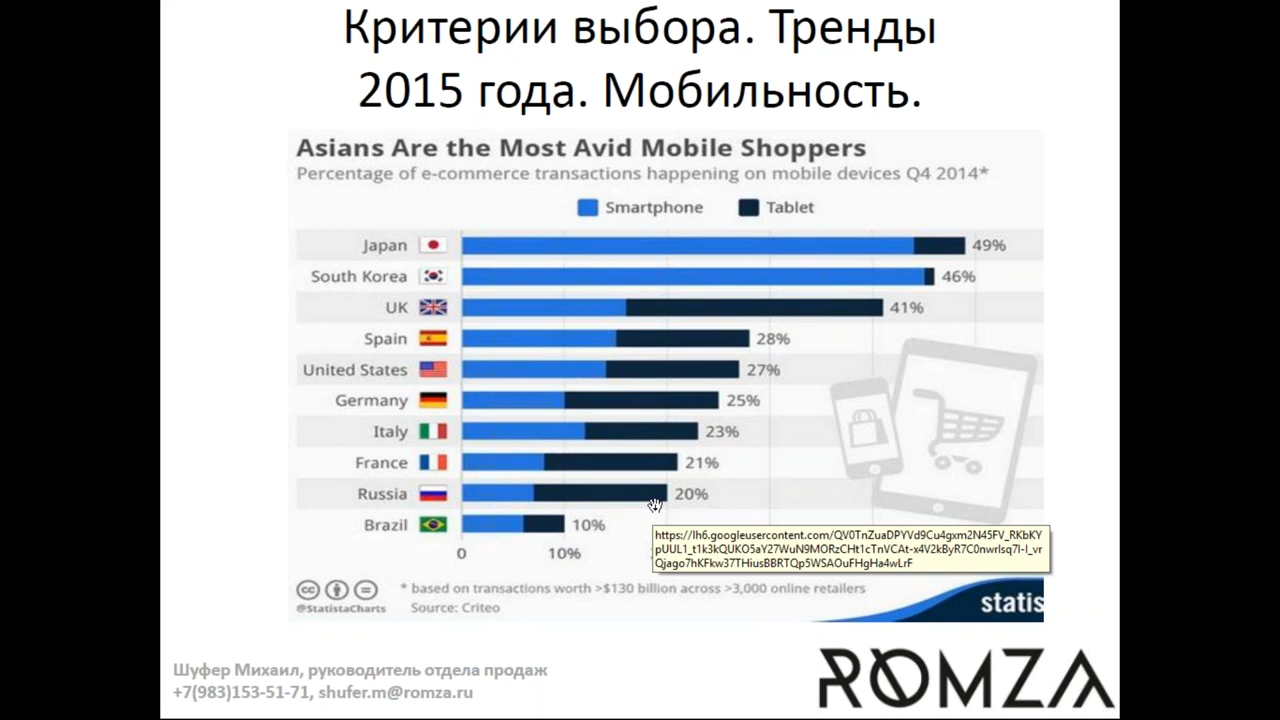 Критерии выбора. Тренды
2015 года. Мобильность.
Asians Are the Most Avid Mobile Shoppers
Percentage of e-commerce transactions happening on mobile devices Q4 2014*
Smartphone Tablet
Japan 49%
South Korea 46%
UK 41%
Spain 28%
United States 27%
Germany 25%
Italy 23%
France 21%
Russia 20%
Brazil 10%
0 10%
* based on transactions worth >$130 billion across >3,000 online retailers
@StatistaCharts Source: Criteo
statis
Шуфер Михаил, руководитель отдела продаж
+7(983)153-51-71, shufer.m@romza.ru
ROMZA